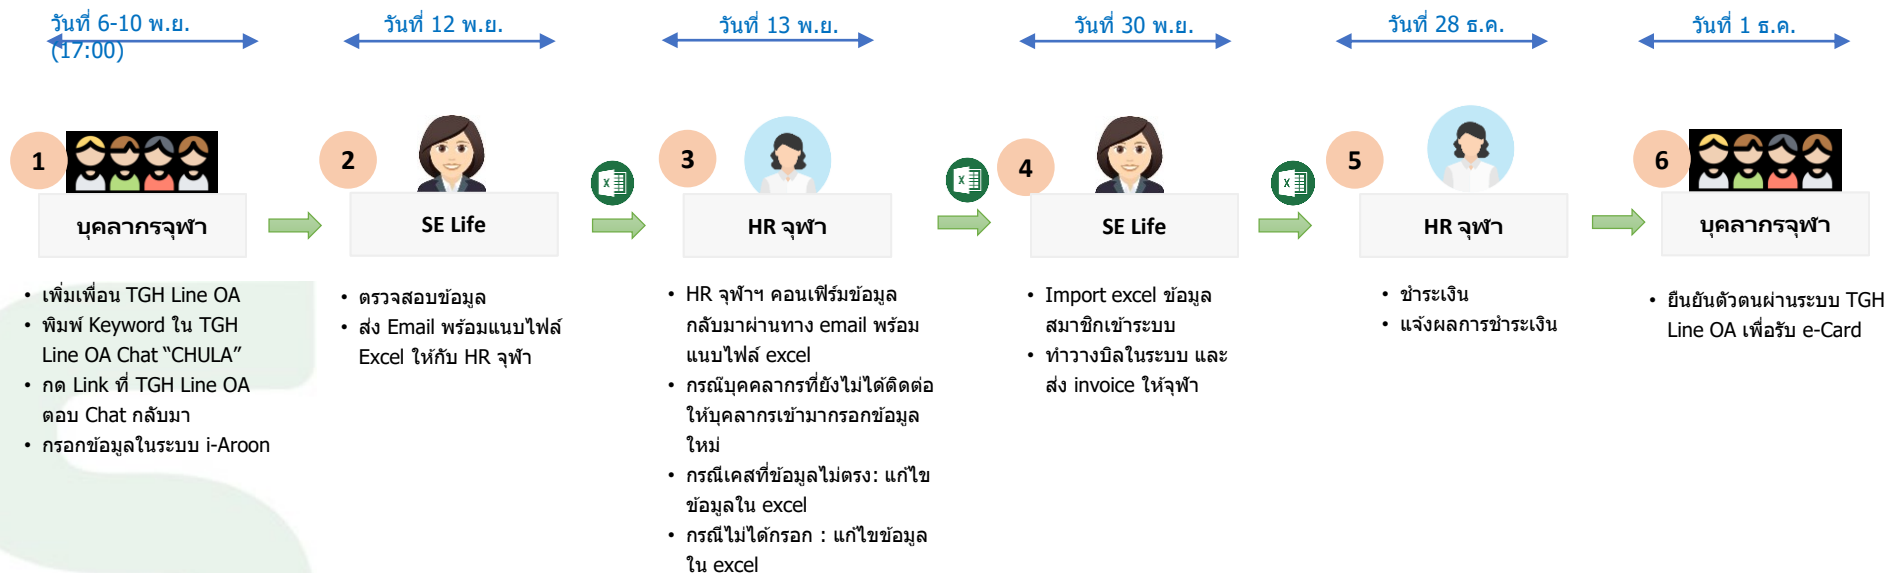 วันที่ 6-10 พ.ย.
(17:00)
วันที่ 12 พ.ย.
วันที่ 13 พ.ย.
วันที่ 30 พ.ย.
วันที่ 28 ธ.ค.
วันที่ 1 ธ.ค.
1
บุคลากรจุฬา
• เพิ่มเพื่อน TGH Line OA
• พิมพ์ Keyword ใน TGH
Line OA Chat “CHULA”
• กด Link ที่ TGH Line OA
ตอบ Chat กลับมา
• กรอกข้อมูลในระบบ i-Aroon
2
SE Life
• ตรวจสอบข้อมูล
• ส่ง Email พร้อมแนบไฟล์
Excel ให้กับ HR จุฬา
X
3
HR จุฬา
• HR จุฬาฯ คอนเฟิร์มข้อมูล
กลับมาผ่านทาง email พร้อม
แนบไฟล์ excel
• กรณ๊บุคคลากรที่ยังไม่ได้ติดต่อ
ให้บุคลากรเข้ามากรอกข้อมูล
ใหม่
• กรณีเคสที่ข้อมูลไม่ตรง: แก้ไข
ข้อมูลใน excel
• กรณีไม่ได้กรอก : แก้ไขข้อมูล
ใน excel
X
4
SE Life
• Import excel ข้อมูล
สมาชิกเข้าระบบ
• ทำวางบิลในระบบ และ
ส่ง invoice ให้จุฬา
X
5
HR จุฬา
• ชำระเงิน
• แจ้งผลการชำระเงิน
6
บุคลากรจุฬา
• ยืนยันตัวตนผ่านระบบ TGH
Line OA เพื่อรับ e-Card